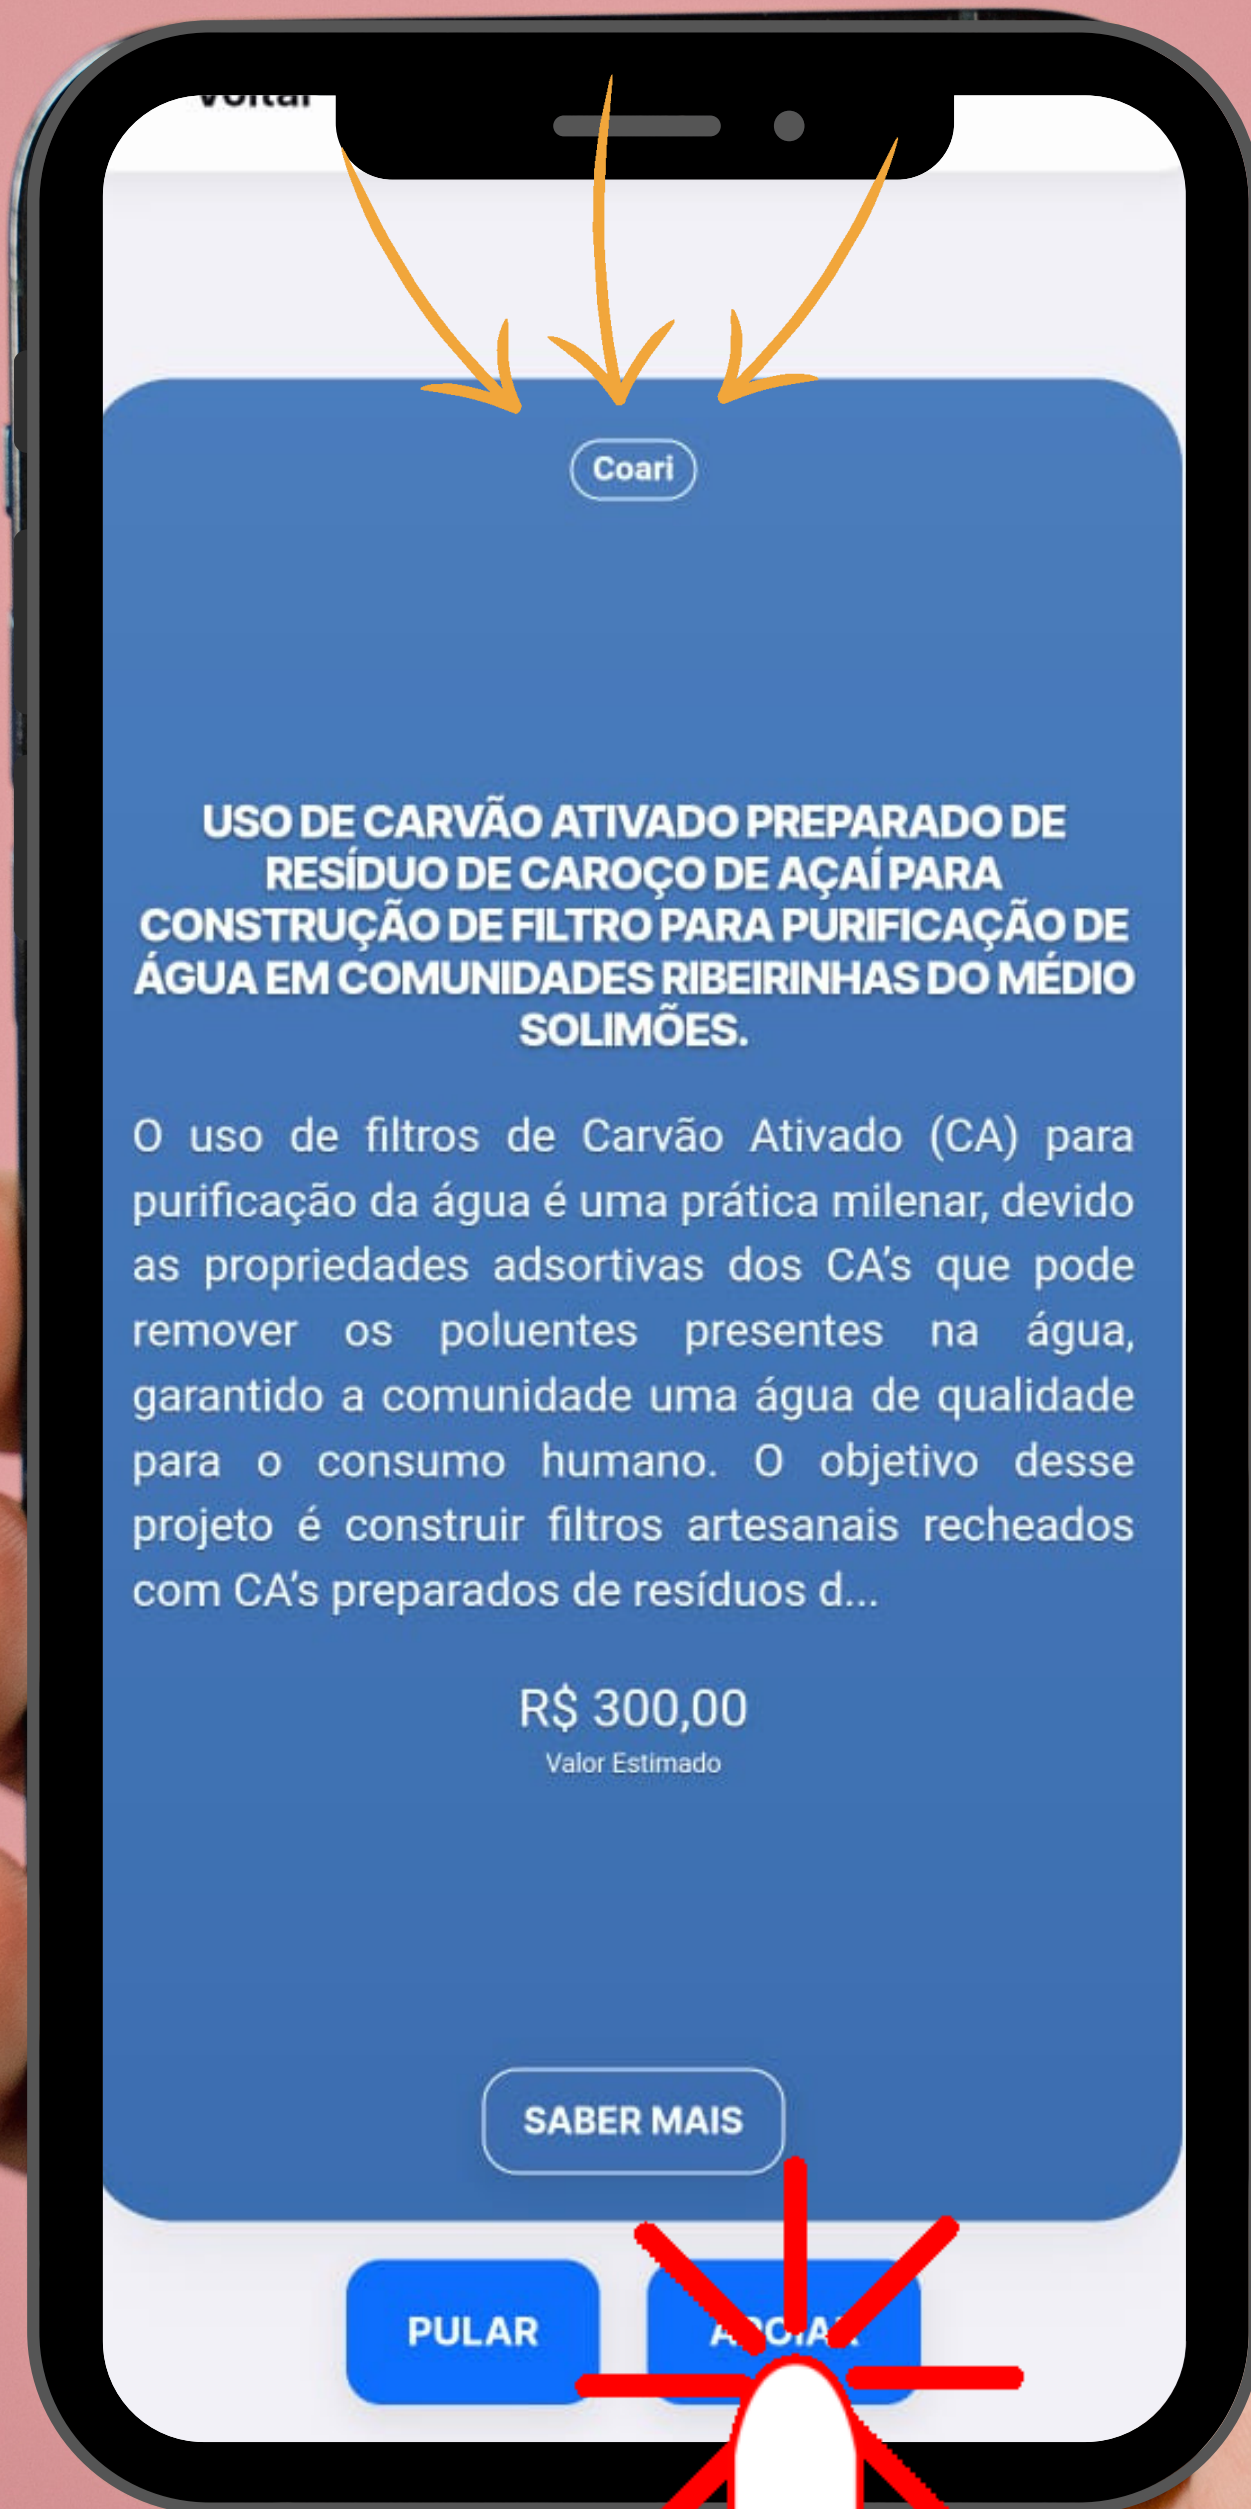 Voltar
Coari
USO DE CARVÃO ATIVADO PREPARADO DE
RESÍDUO DE CAROÇO DE AÇAÍ PARA
CONSTRUÇÃO DE FILTRO PARA PURIFICAÇÃO DE
ÁGUA EM COMUNIDADES RIBEIRINHAS DO MÉDIO
SOLIMÕES.
O uso de filtros de Carvão Ativado (CA) para
purificação da água é uma prática milenar, devido
as propriedades adsortivas dos CA's que pode
remover os poluentes presentes na água,
garantido a comunidade uma água de qualidade
para o consumo humano. O objetivo desse
projeto é construir filtros artesanais recheados
com CA's preparados de resíduos d...
R$ 300,00
Valor Estimado
SABER MAIS
PULAR
APOIAR